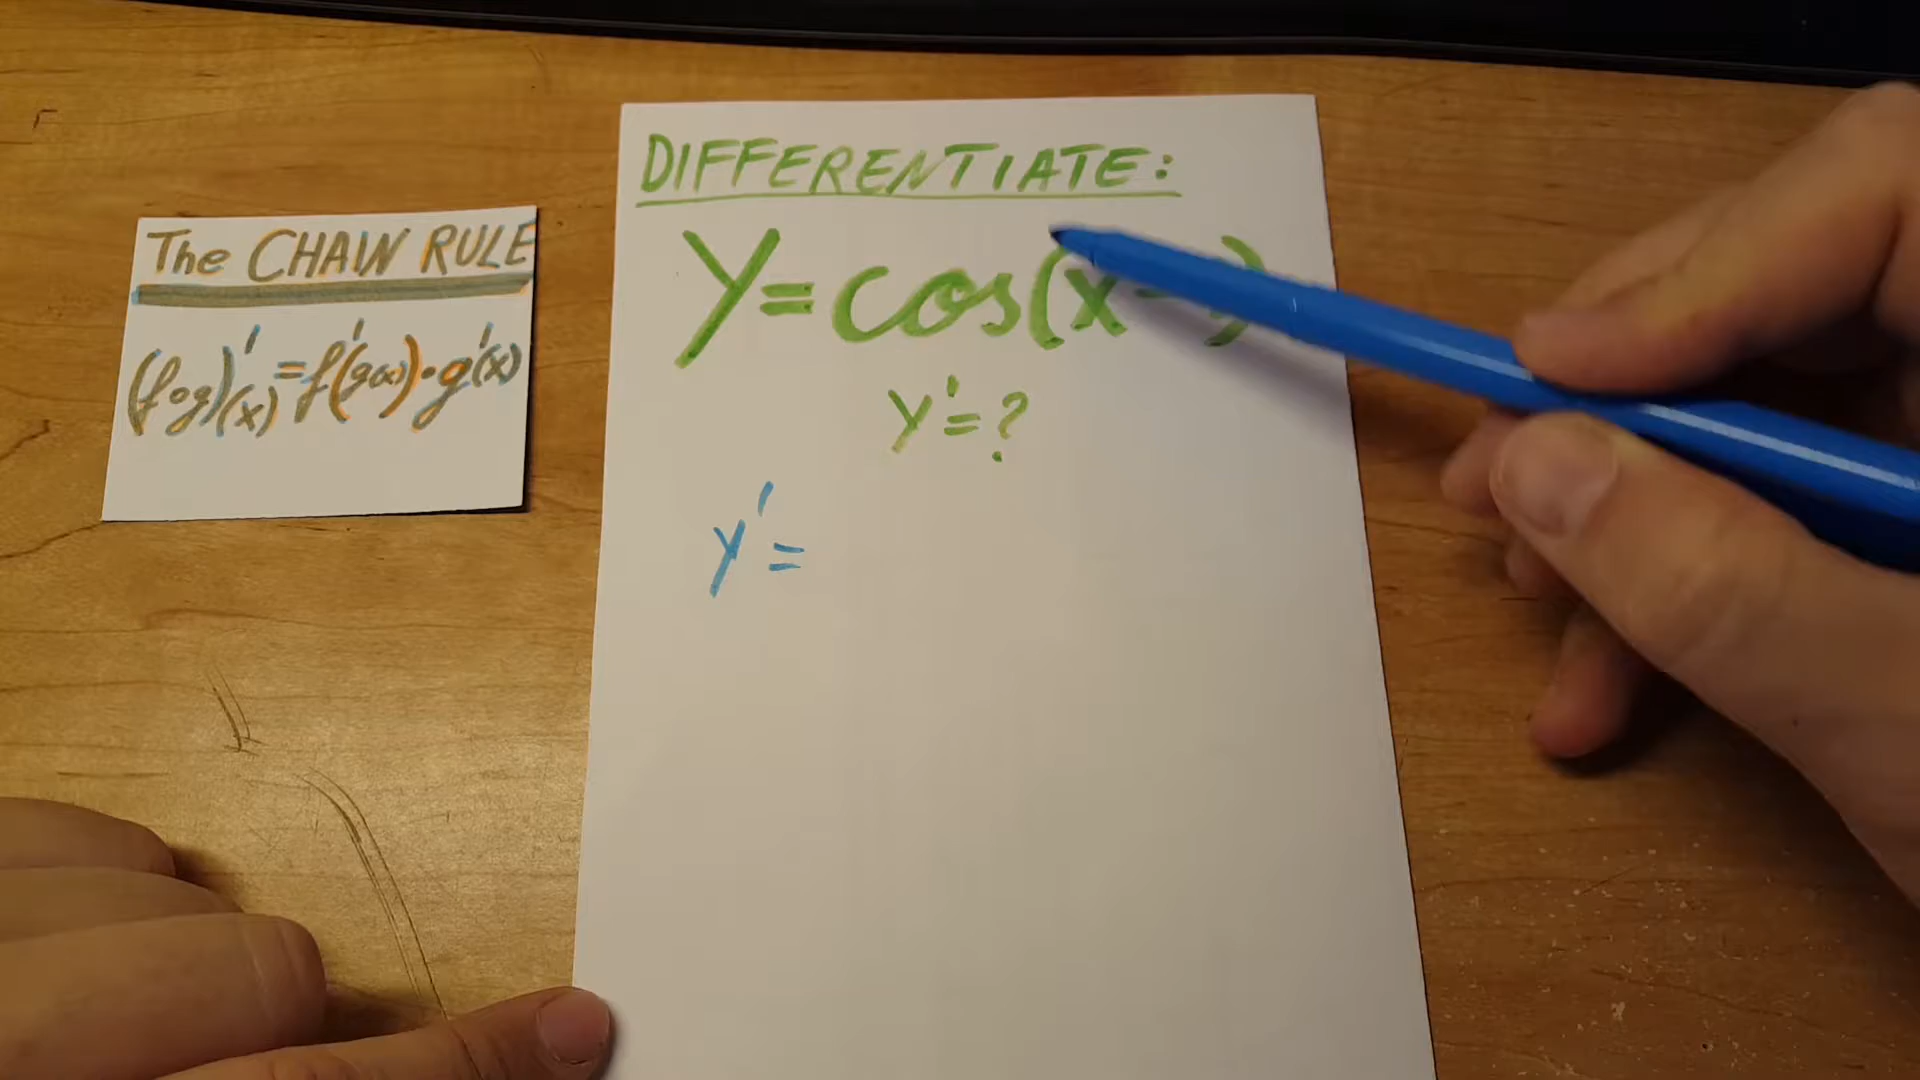 The CHAIN RULE
(f∘g)'(x)=f'(g(x))•g'(x)
DIFFERENTIATE:
Y=cos(x )
Y'=?
Y'=